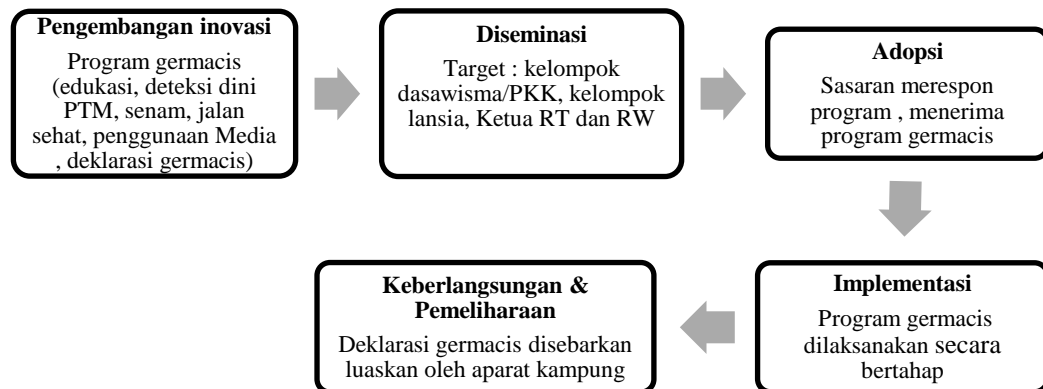 Pengembangan inovasi
Program germacis
(edukasi, deteksi dini
PTM, senam, jalan
sehat, penggunaan Media
, deklarasi germacis)
Diseminasi
Target : kelompok
dasawisma/PKK, kelompok
lansia, Ketua RT dan RW
Adopsi
Sasaran merespon
program , menerima
program germacis
Implementasi
Program germacis
dilaksanakan secara
bertahap
Keberlangsungan &
Pemeliharaan
Deklarasi germacis disebarkan
luaskan oleh aparat kampung